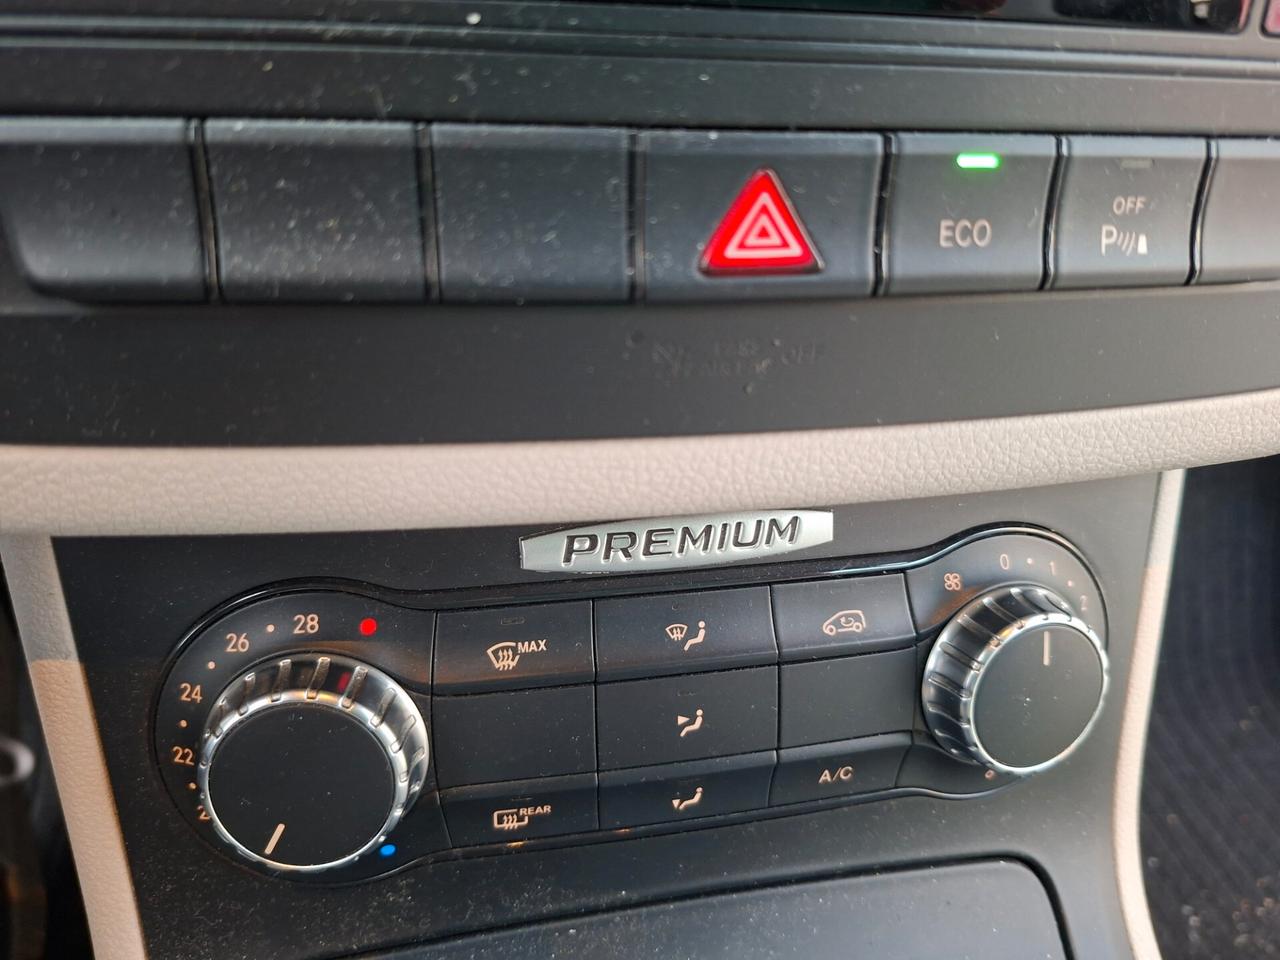 ECO
OFF
P
PREMIUM
26 • 28
24
22
MAX
REAR
A/C
0 • 1 •
2